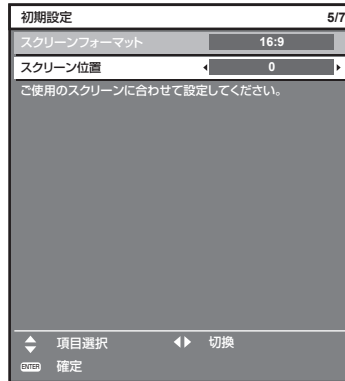 初期設定 5/7
スクリーンフォーマット 16:9
スクリーン位置 0
ご使用のスクリーンに合わせて設定してください。
項目選択 切換
ENTER 確定